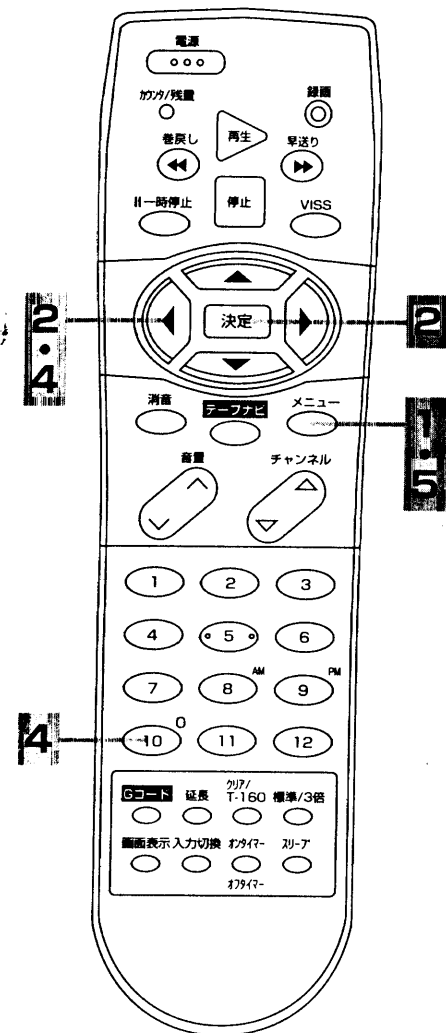 電源
カウンタ/残量 録画
巻戻し 再生 早送り
一時停止 停止 VISS
2・4 決定 2
消音 テープナビ メニュー
1・5
音量 チャンネル
1 2 3
4 5 6
AM PM
7 8 9
0
4 10 11 12
Gコード 延長 クリア/T-160 標準/3倍
画面表示 入力切換 オンタイマー スリープ
オフタイマー